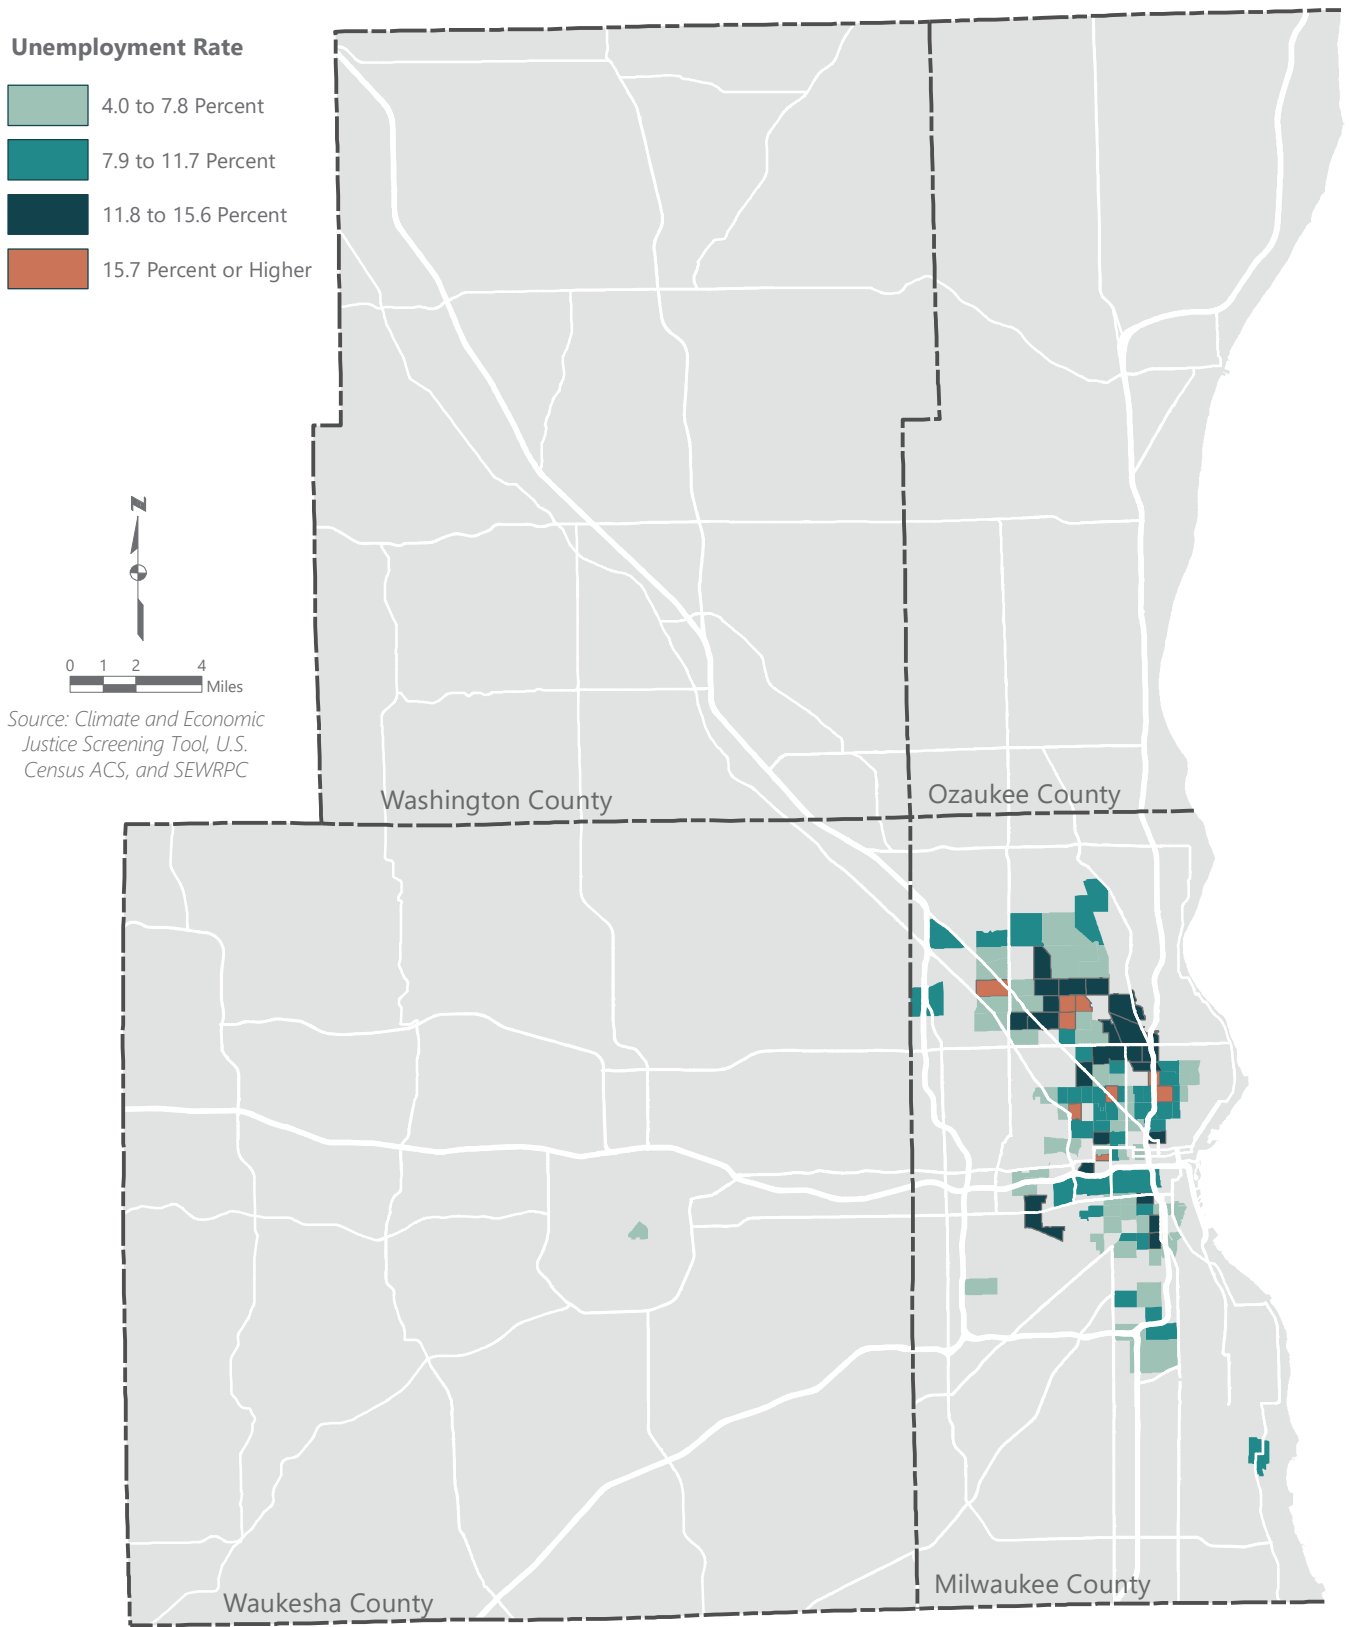 Unemployment Rate
4.0 to 7.8 Percent
7.9 to 11.7 Percent
11.8 to 15.6 Percent
15.7 Percent or Higher
N
0 1 2 4
Miles
Source: Climate and Economic
Justice Screening Tool, U.S.
Census ACS, and SEWRPC
Washington County
Ozaukee County
Waukesha County
Milwaukee County